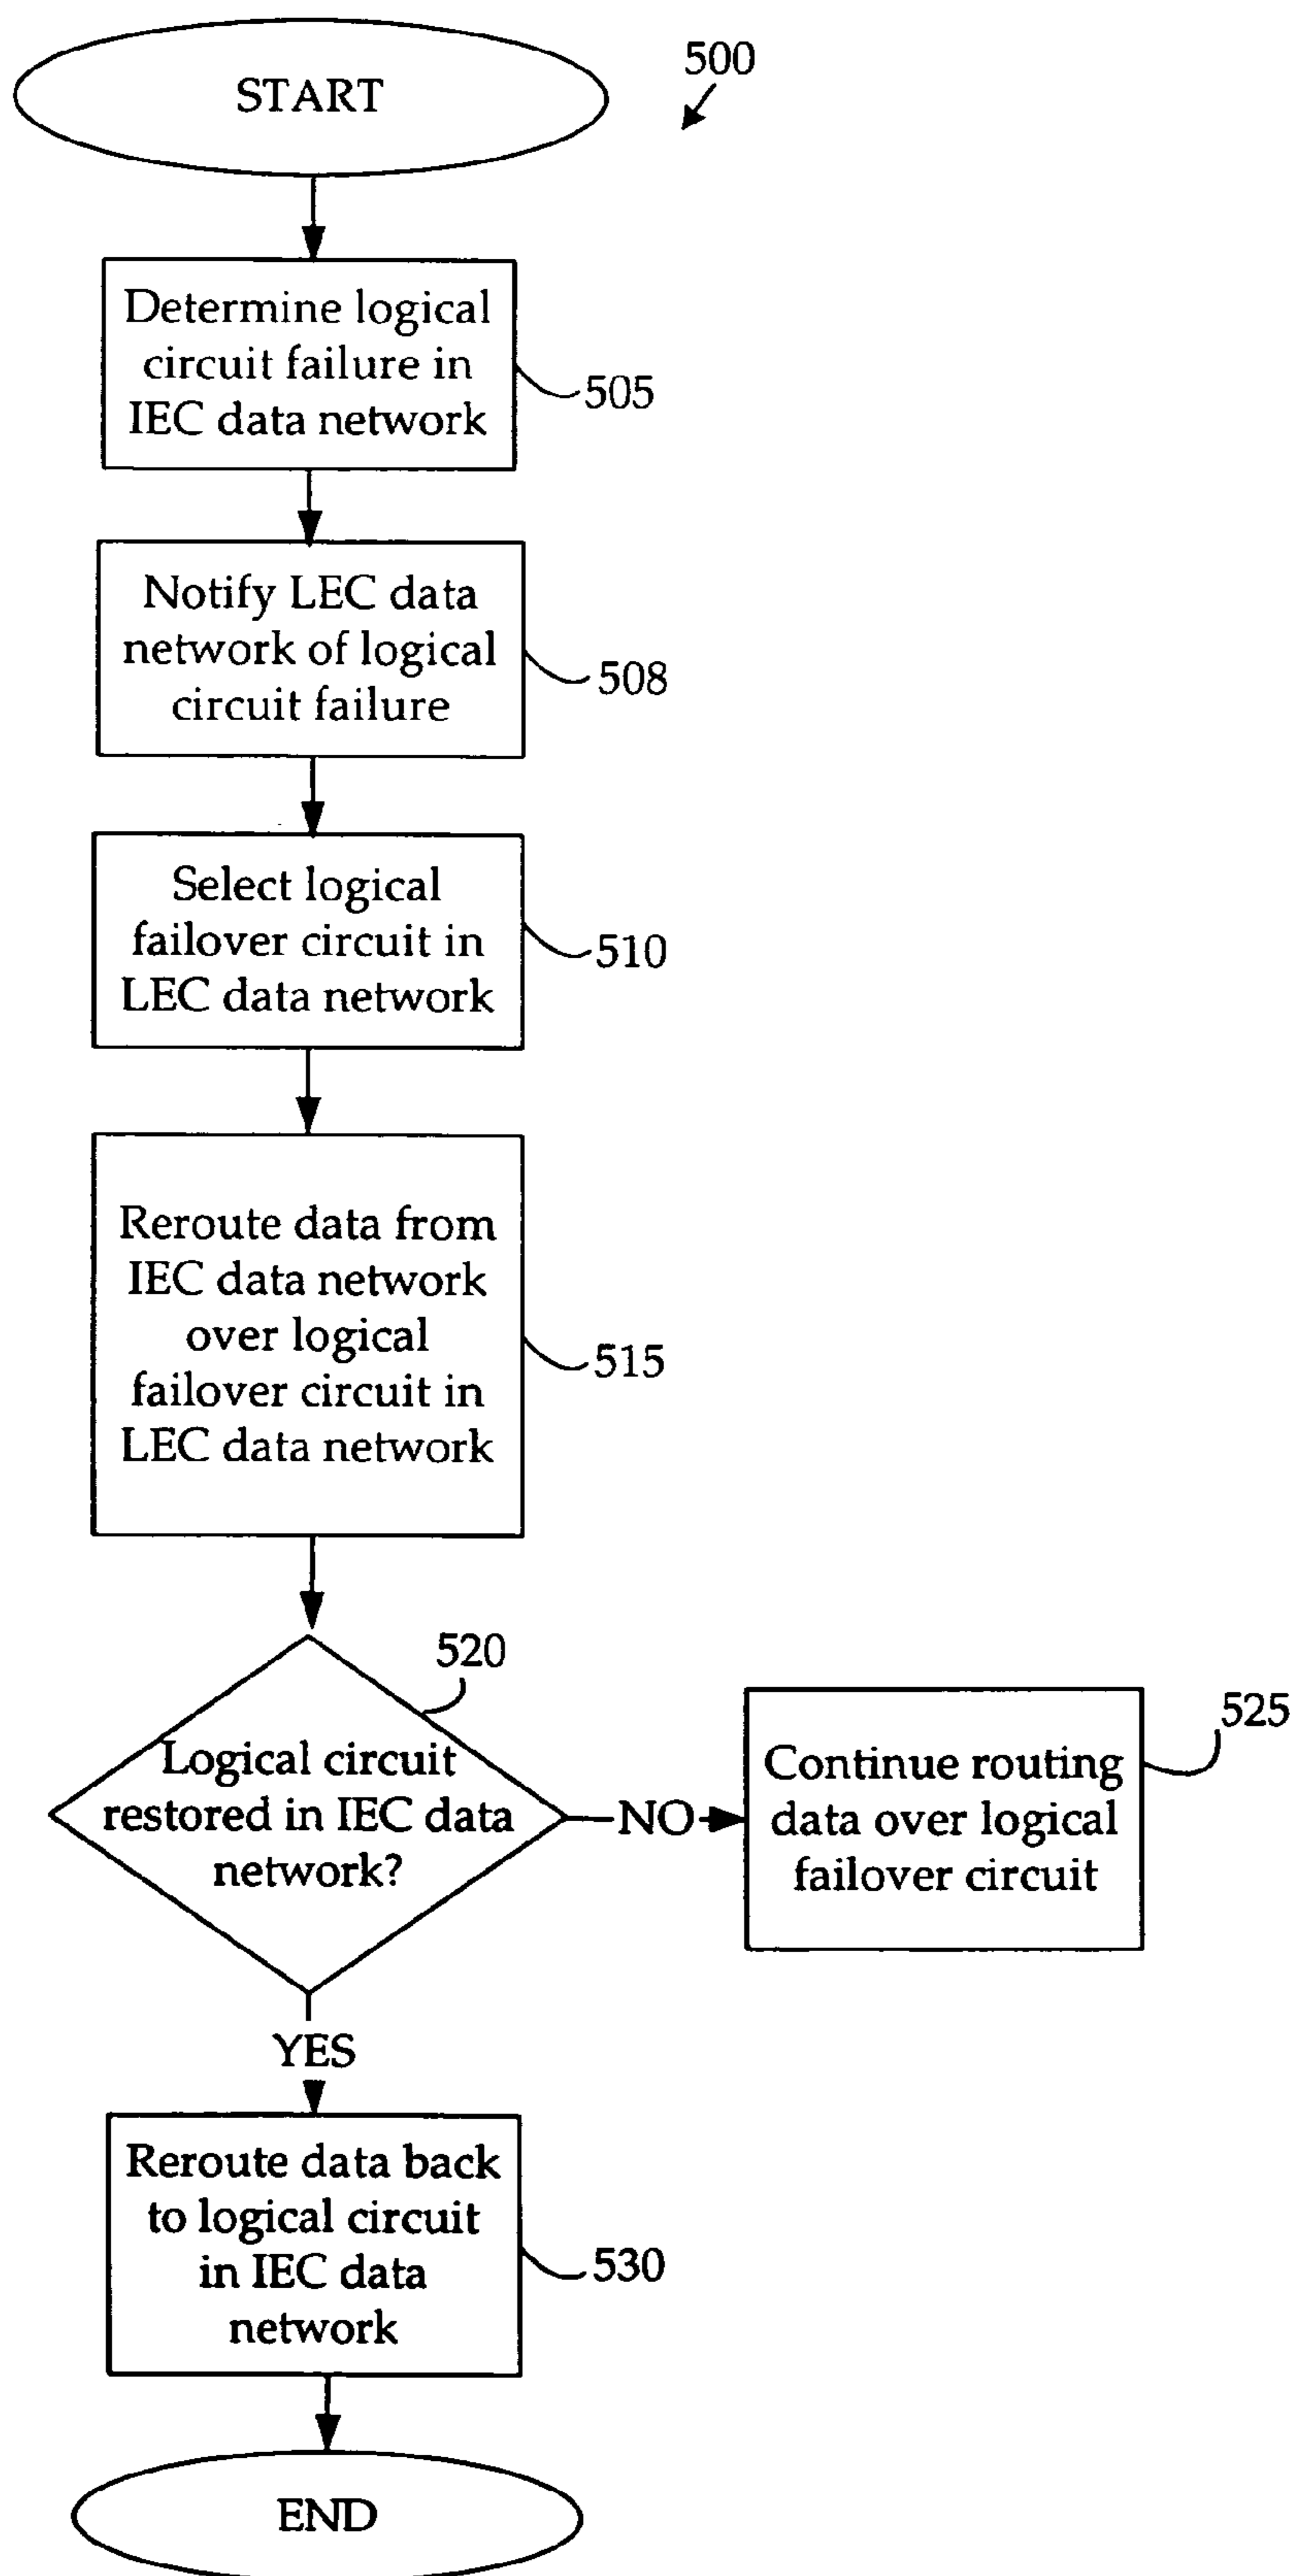 START
500
Determine logical
circuit failure in
IEC data network
505
Notify LEC data
network of logical
circuit failure
508
Select logical
failover circuit in
LEC data network
510
Reroute data from
IEC data network
over logical
failover circuit in
LEC data network
515
520
Logical circuit
restored in IEC data
network?
NO
Continue routing
data over logical
failover circuit
525
YES
Reroute data back
to logical circuit
in IEC data
network
530
END